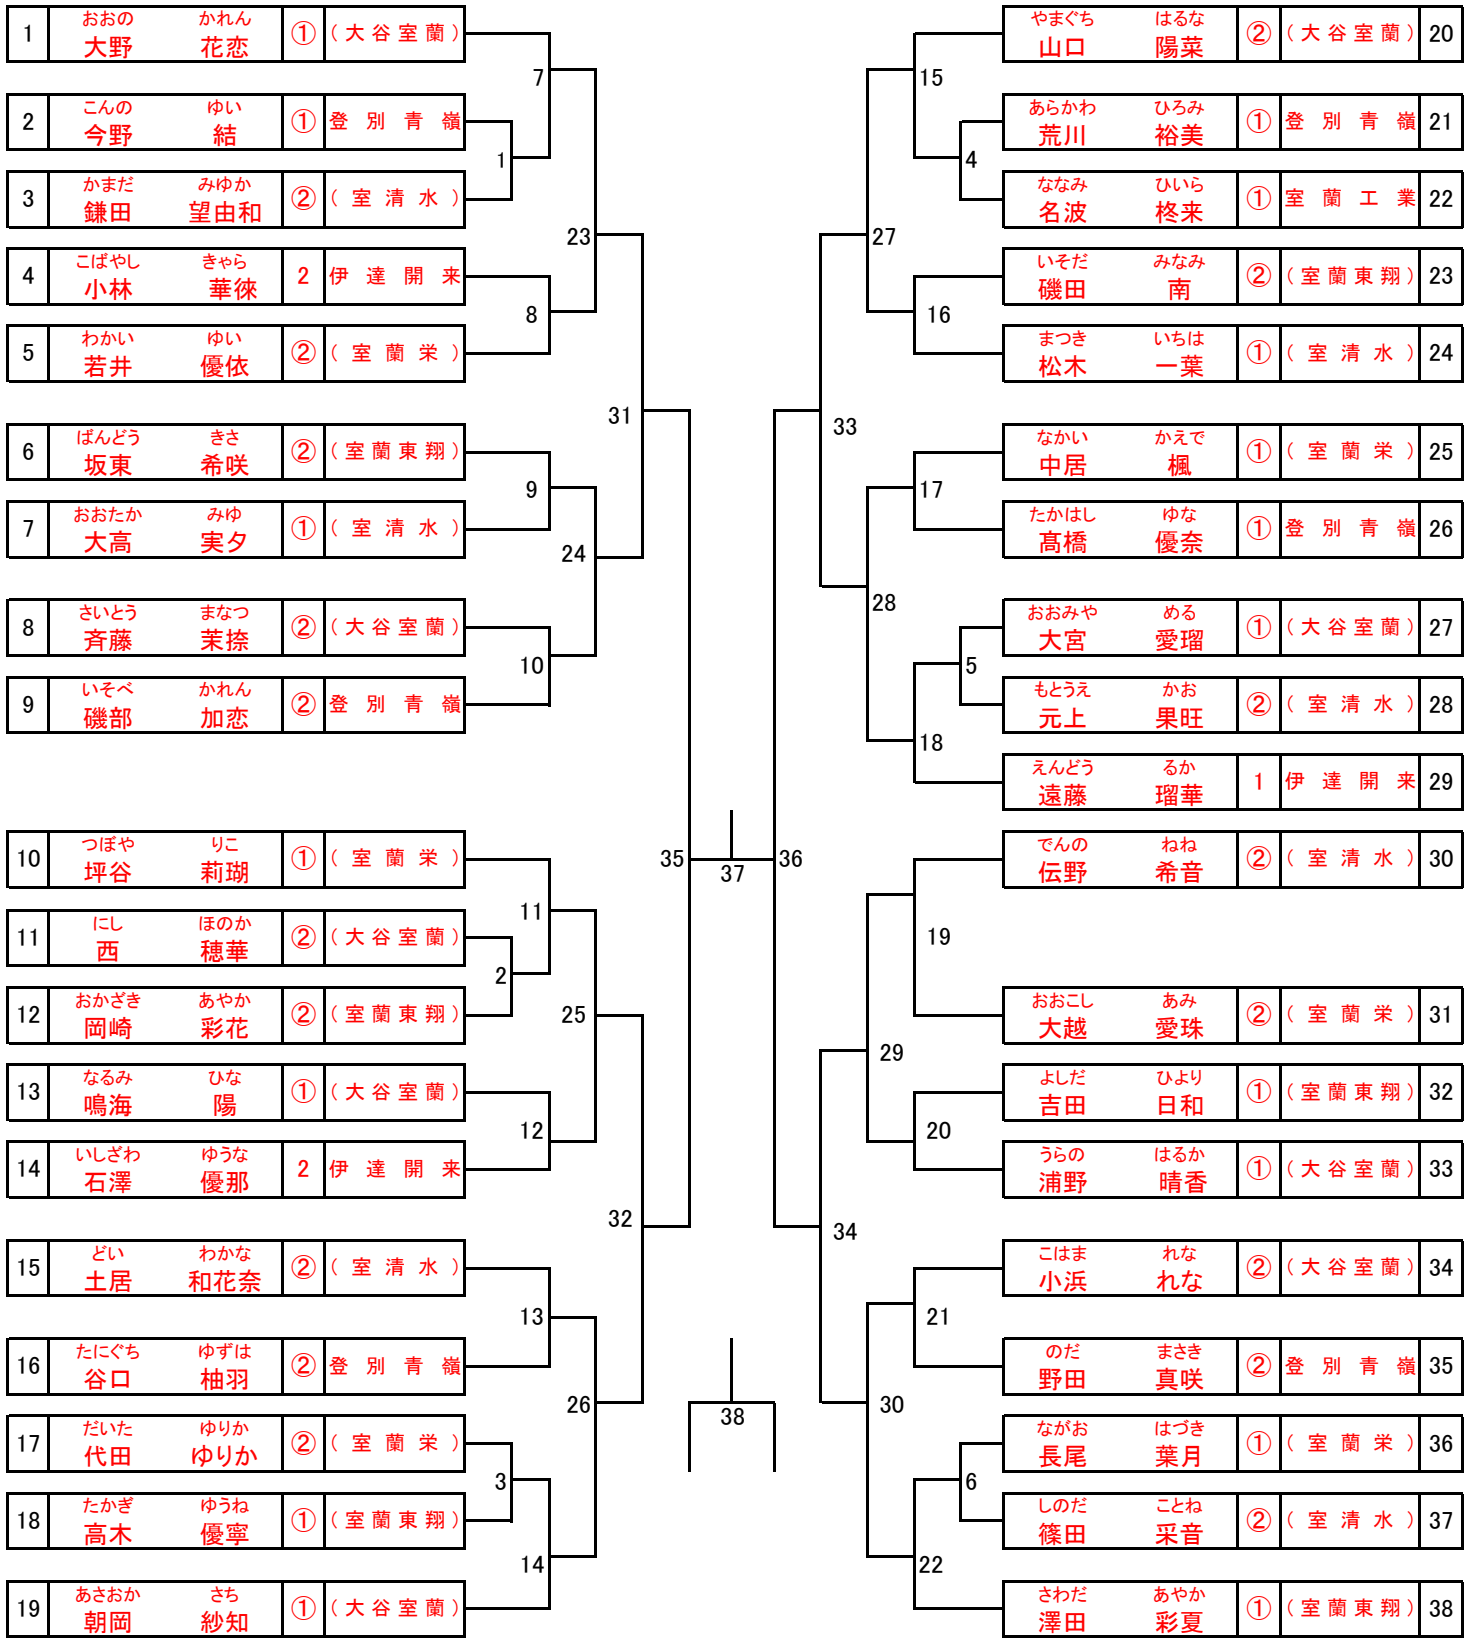 1 おおの かれん 大野 花恋 ① (大谷室蘭)
2 こんの ゆい 今野 結 ① 登別青嶺
3 かまだ みゆか 鎌田 望由和 ② (室清水)
4 こばやし きゃら 小林 華徠 2 伊達開来
5 わかい ゆい 若井 優依 ② (室蘭栄)
6 ばんどう きさ 坂東 希咲 ② (室蘭東翔)
7 おおたか みゆ 大高 実夕 ① (室清水)
8 さいとう まなつ 斉藤 茉捺 ② (大谷室蘭)
9 いそべ かれん 磯部 加恋 ② 登別青嶺
10 つぼや りこ 坪谷 莉瑚 ① (室蘭栄)
11 にし ほのか 西 穂華 ② (大谷室蘭)
12 おかざき あやか 岡崎 彩花 ② (室蘭東翔)
13 なるみ ひな 鳴海 陽 ① (大谷室蘭)
14 いしざわ ゆうな 石澤 優那 2 伊達開来
15 どい わかな 土居 和花奈 ② (室清水)
16 たにぐち ゆずは 谷口 柚羽 ② 登別青嶺
17 だいた ゆりか 代田 ゆりか ② (室蘭栄)
18 たかぎ ゆうね 高木 優寧 ① (室蘭東翔)
19 あさおか さち 朝岡 紗知 ① (大谷室蘭)
7
1
23
8
31
9
24
10
35
11
2
25
12
32
13
26
3
14
37
38
36
15
4
27
16
33
17
28
5
18
19
29
20
34
21
30
6
22
やまぐち はるな 山口 陽菜 ② (大谷室蘭) 20
あらかわ ひろみ 荒川 裕美 ① 登別青嶺 21
ななみ ひいら 名波 柊来 ① 室蘭工業 22
いそだ みなみ 磯田 南 ② (室蘭東翔) 23
まつき いちは 松木 一葉 ① (室清水) 24
なかい かえで 中居 楓 ① (室蘭栄) 25
たかはし ゆな 髙橋 優奈 ① 登別青嶺 26
おおみや める 大宮 愛瑠 ① (大谷室蘭) 27
もとうえ かお 元上 果旺 ② (室清水) 28
えんどう るか 遠藤 瑠華 1 伊達開来 29
でんの ねね 伝野 希音 ② (室清水) 30
おおこし あみ 大越 愛珠 ② (室蘭栄) 31
よしだ ひより 吉田 日和 ① (室蘭東翔) 32
うらの はるか 浦野 晴香 ① (大谷室蘭) 33
こはま れな 小浜 れな ② (大谷室蘭) 34
のだ まさき 野田 真咲 ② 登別青嶺 35
ながお はづき 長尾 葉月 ① (室蘭栄) 36
しのだ ことね 篠田 采音 ② (室清水) 37
さわだ あやか 澤田 彩夏 ① (室蘭東翔) 38